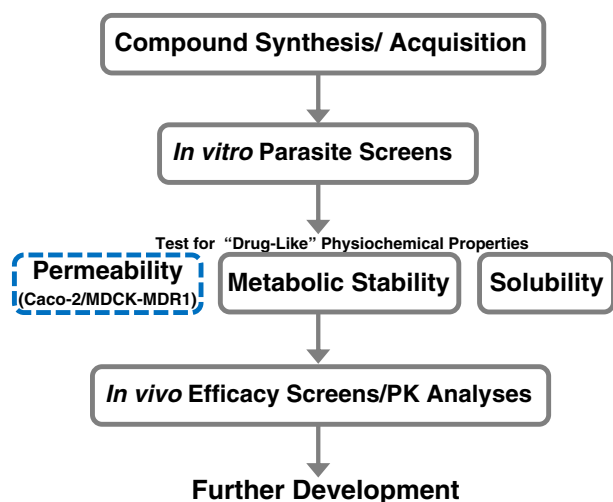 Compound Synthesis/ Acquisition
In vitro Parasite Screens
Test for “Drug-Like” Physiochemical Properties
Permeability
(Caco-2/MDCK-MDR1)
Metabolic Stability
Solubility
In vivo Efficacy Screens/PK Analyses
Further Development